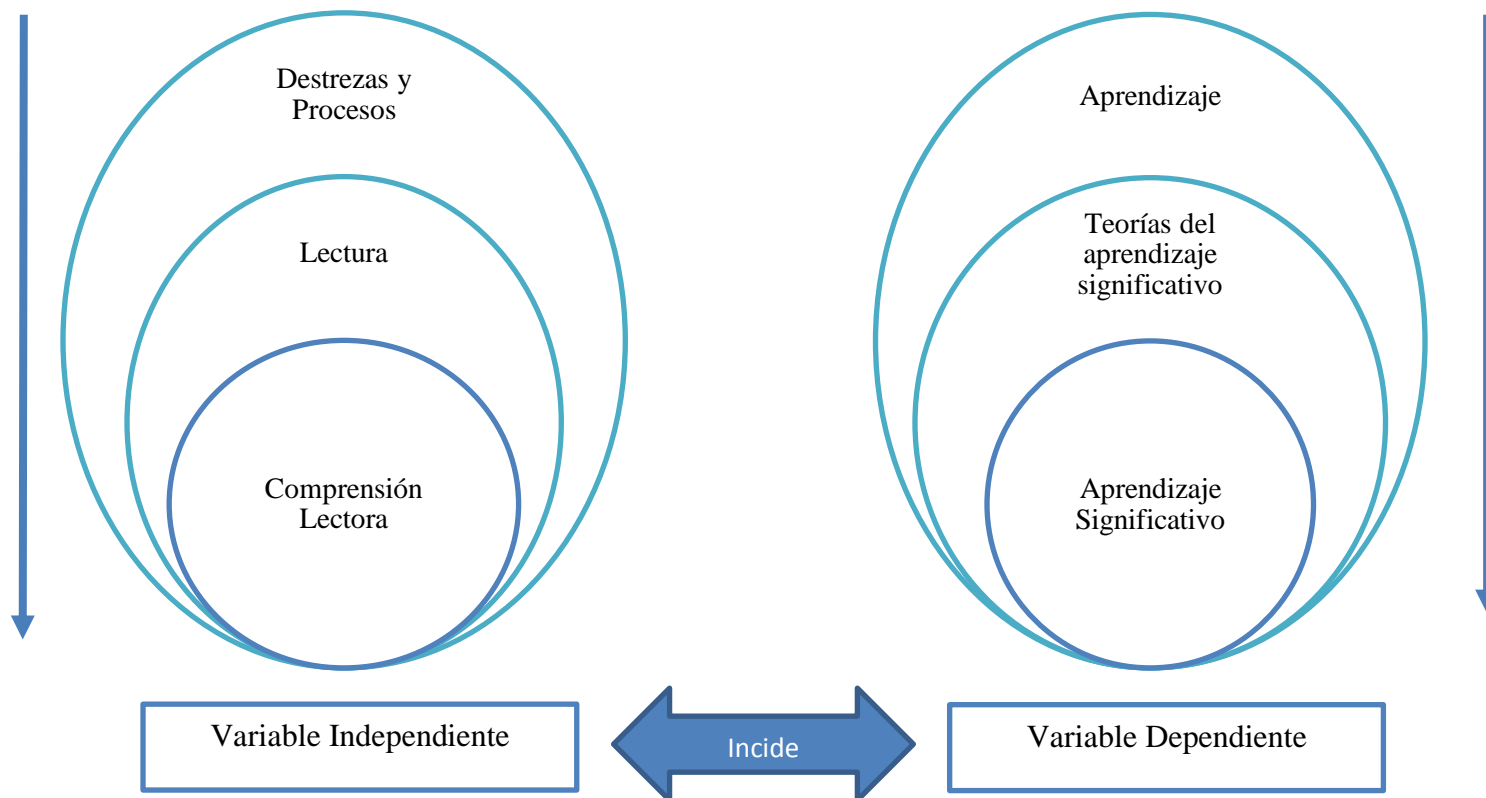 Destrezas y
Procesos
Lectura
Comprensión
Lectora
Aprendizaje
Teorías del
aprendizaje
significativo
Aprendizaje
Significativo
Variable Independiente
Incide
Variable Dependiente